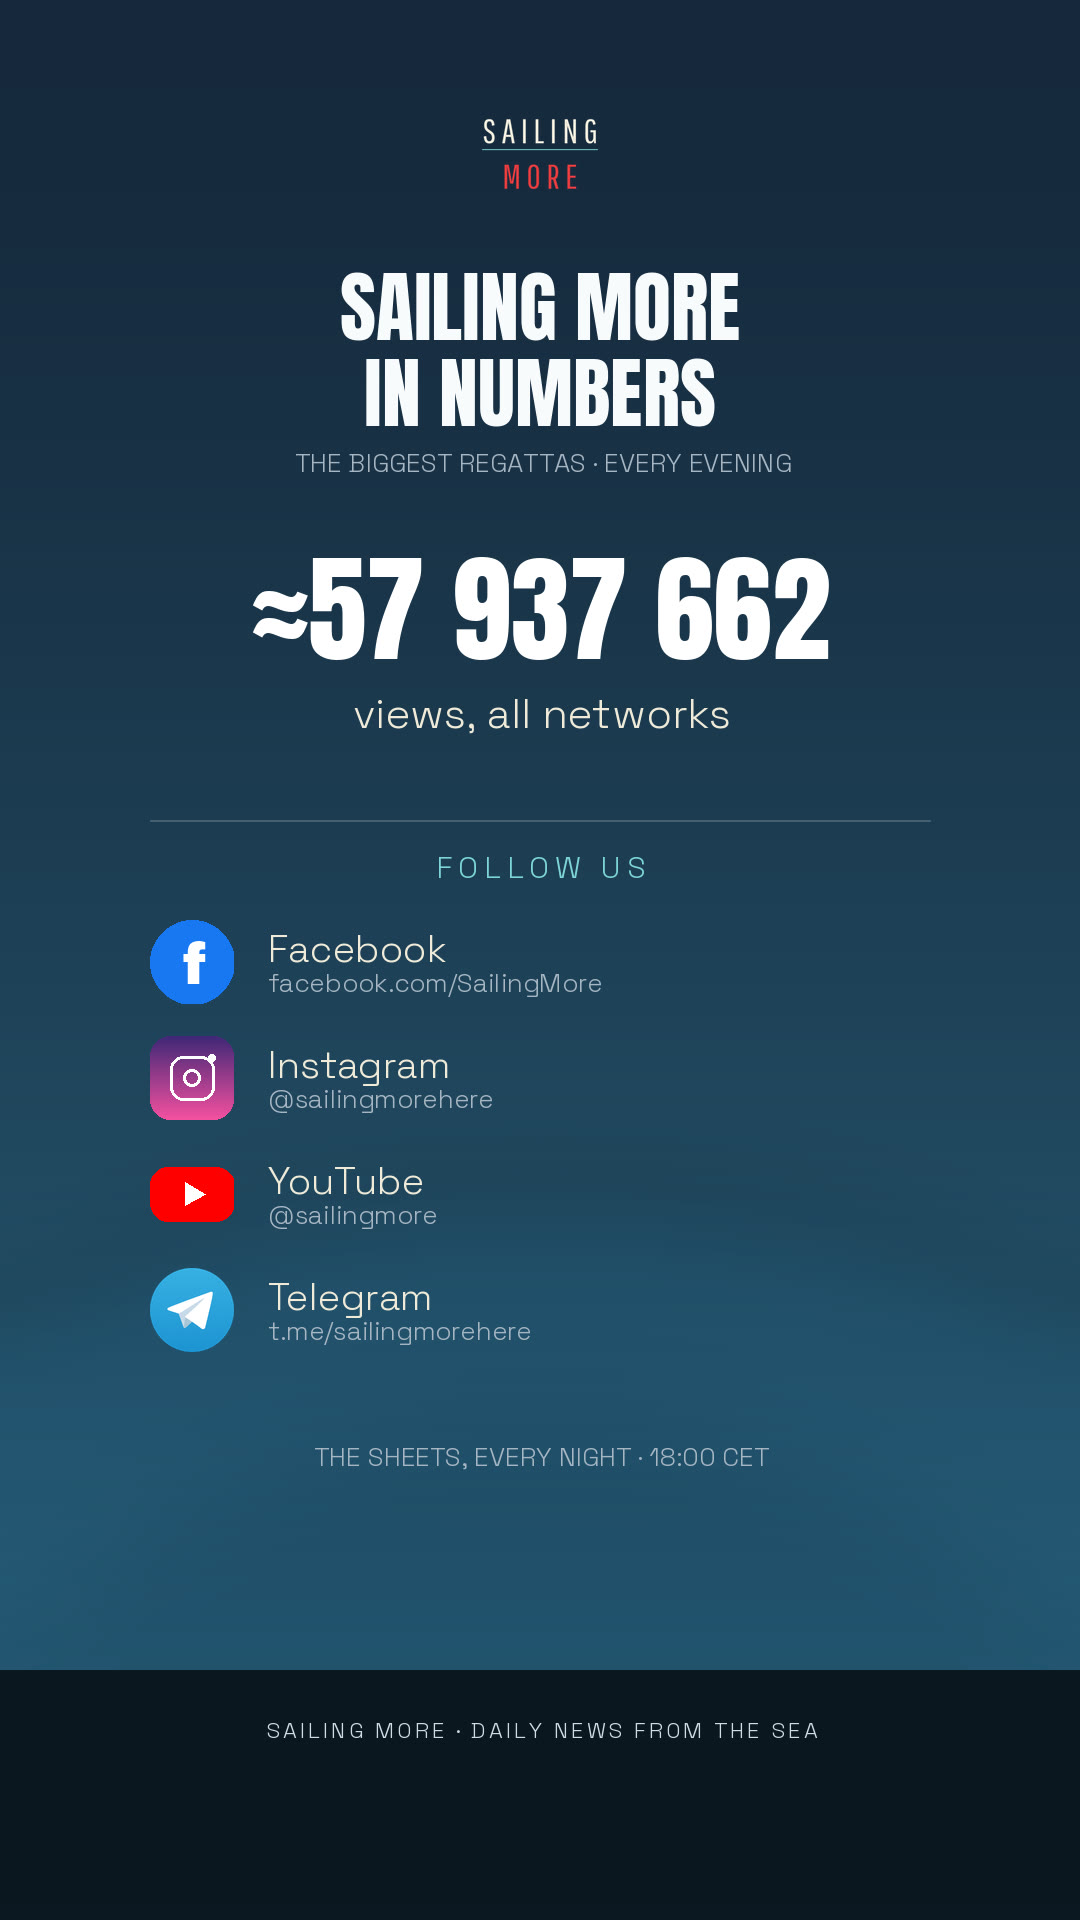 SAILING
MORE
SAILING MORE
IN NUMBERS
THE BIGGEST REGATTAS · EVERY EVENING
≈57 937 662
views, all networks
FOLLOW US
Facebook
facebook.com/SailingMore
Instagram
@sailingmorehere
YouTube
@sailingmore
Telegram
t.me/sailingmorehere
THE SHEETS, EVERY NIGHT · 18:00 CET
SAILING MORE · DAILY NEWS FROM THE SEA